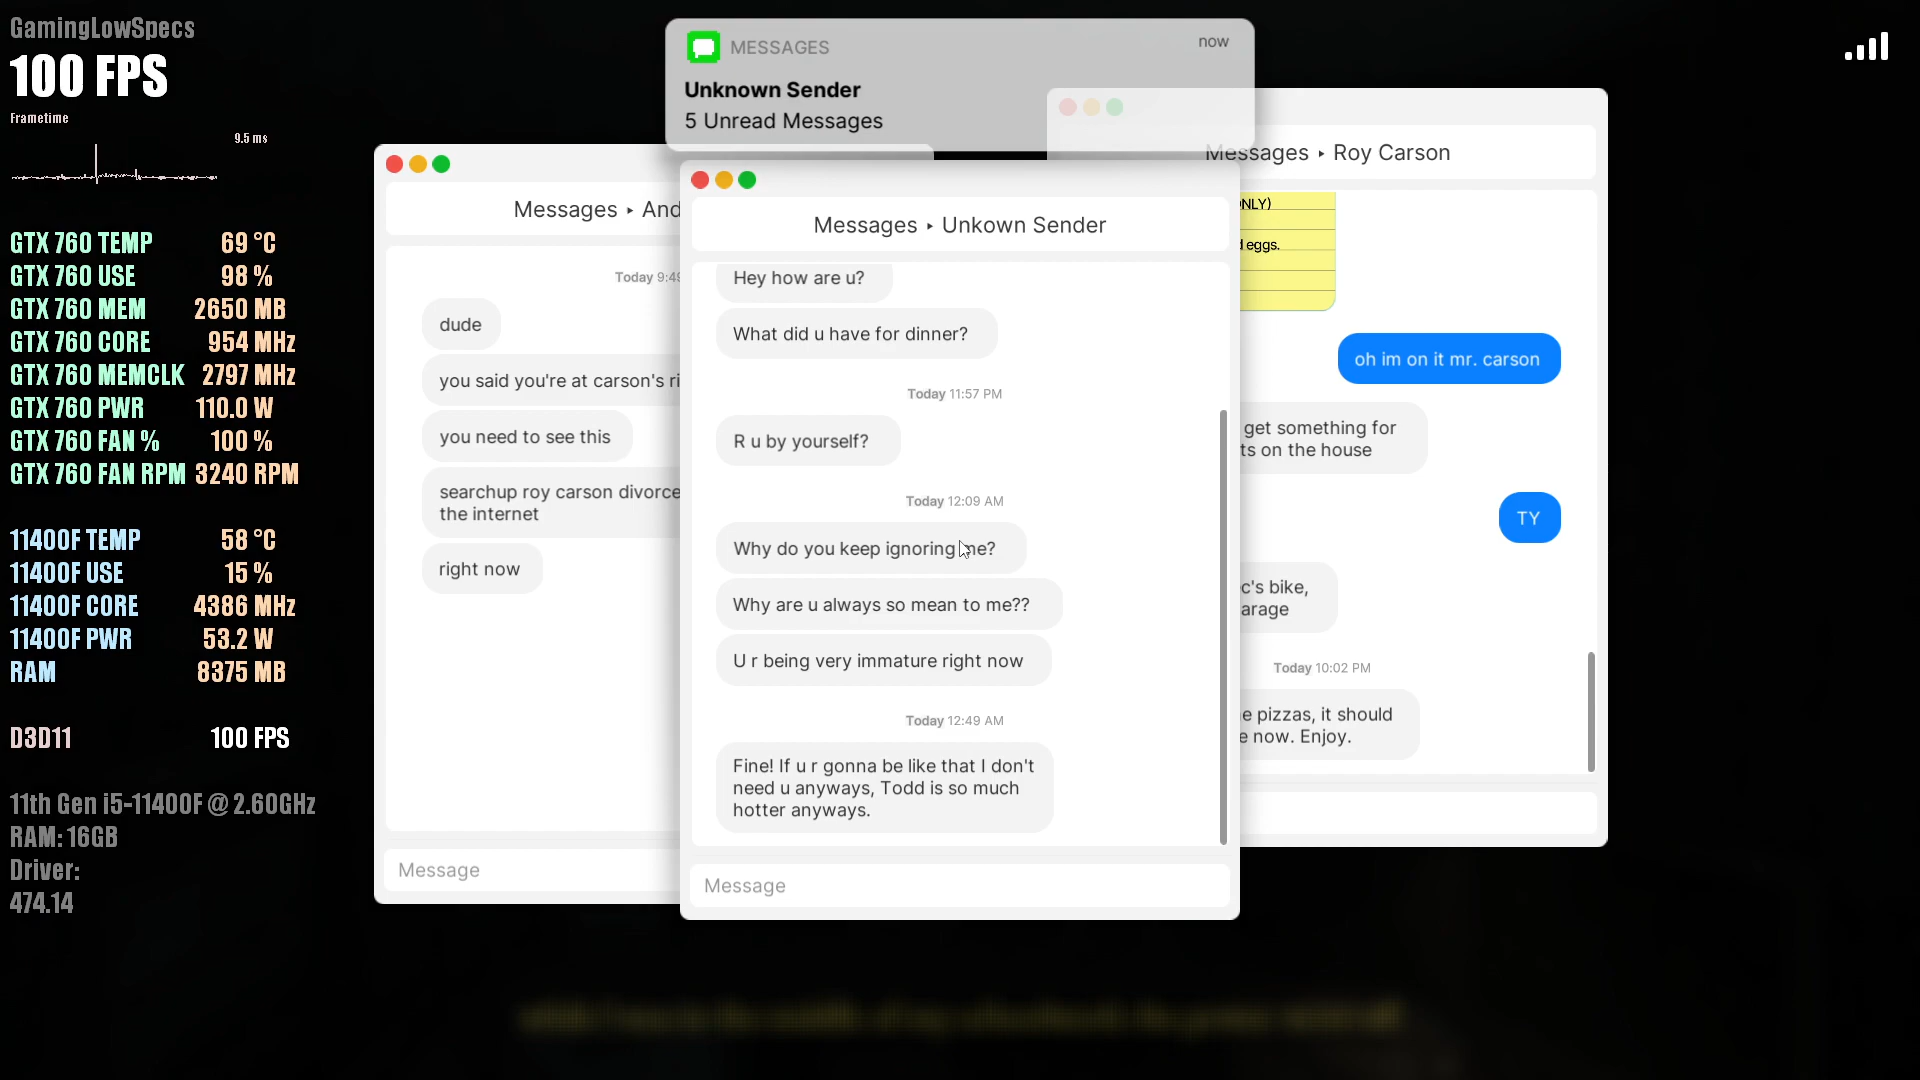 GamingLowSpecs
100 FPS
Frametime
9.5 ms
GTX 760 TEMP 69 °C
GTX 760 USE 98 %
GTX 760 MEM 2650 MB
GTX 760 CORE 954 MHz
GTX 760 MEMCLK 2797 MHz
GTX 760 PWR 110.0 W
GTX 760 FAN % 100 %
GTX 760 FAN RPM 3240 RPM
11400F TEMP 58 °C
11400F USE 15 %
11400F CORE 4386 MHz
11400F PWR 53.2 W
RAM 8375 MB
D3D11 100 FPS
11th Gen i5-11400F @ 2.60GHz
RAM: 16GB
Driver:
474.14
MESSAGES now
Unknown Sender
5 Unread Messages
Messages ▸ And
Today 9:49
dude
you said you're at carson's ri
you need to see this
searchup roy carson divorce
the internet
right now
Message
Messages ▸ Unkown Sender
Hey how are u?
What did u have for dinner?
Today 11:57 PM
R u by yourself?
Today 12:09 AM
Why do you keep ignoring me?
Why are u always so mean to me??
U r being very immature right now
Today 12:49 AM
Fine! If u r gonna be like that I don't
need u anyways, Todd is so much
hotter anyways.
Message
Messages ▸ Roy Carson
ONLY)
d eggs.
oh im on it mr. carson
get something for
ts on the house
TY
c's bike,
arage
Today 10:02 PM
e pizzas, it should
e now. Enjoy.